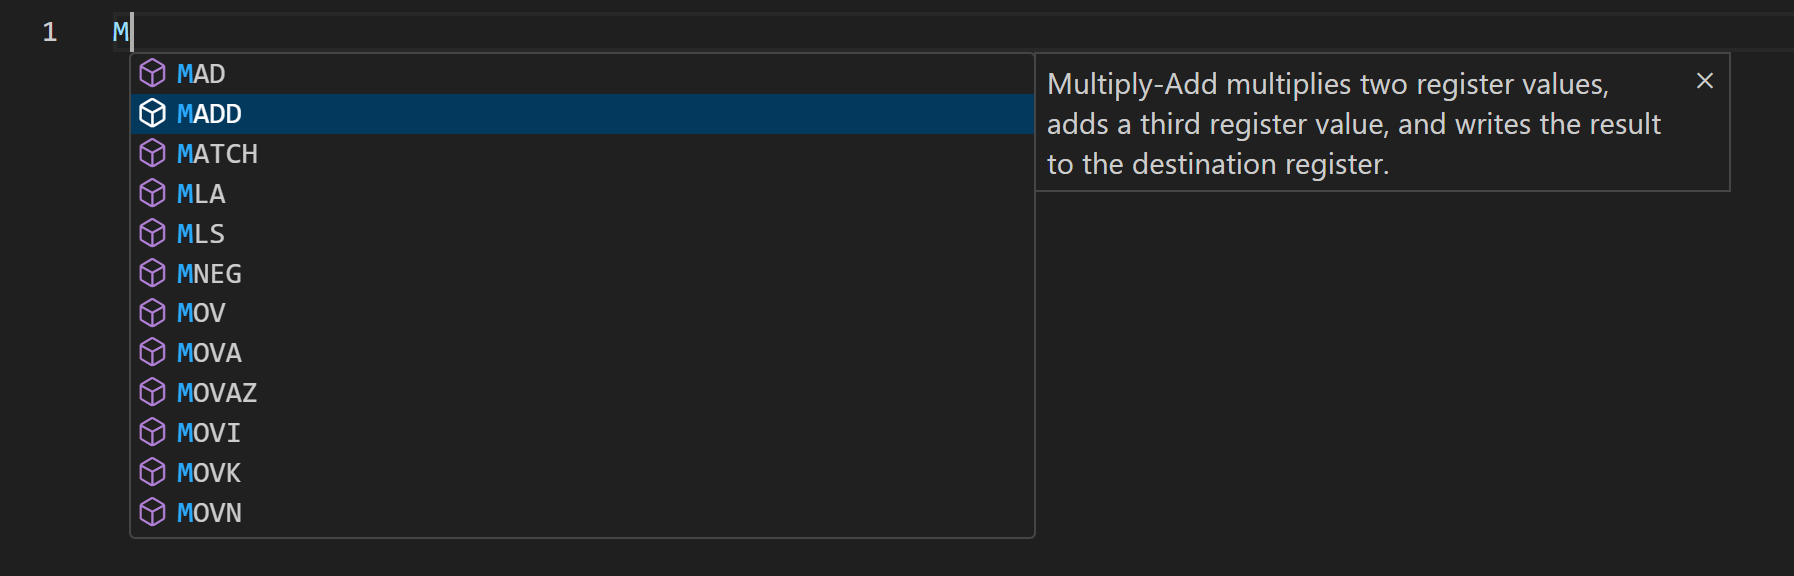 1 M
MAD
MADD
MATCH
MLA
MLS
MNEG
MOV
MOVA
MOVAZ
MOVI
MOVK
MOVN
Multiply-Add multiplies two register values,
adds a third register value, and writes the result
to the destination register.